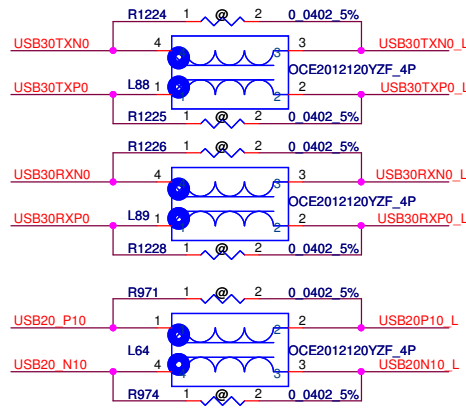 R1224 1 @ 2 0_0402_5%
USB30TXN0 4 3 3 USB30TXN0_L
OCE2012120YZF_4P
USB30TXP0 L88 1 2 2 USB30TXP0_L
R1225 1 @ 2 0_0402_5%
R1226 1 @ 2 0_0402_5%
USB30RXN0 4 3 USB30RXN0_L
OCE2012120YZF_4P
USB30RXP0 L89 1 2 2 USB30RXP0_L
R1228 1 @ 2 0_0402_5%
R971 1 @ 2 0_0402_5%
USB20_P10 1 2 2 USB20P10_L
L64 OCE2012120YZF_4P
USB20_N10 4 3 3 USB20N10_L
R974 1 @ 2 0_0402_5%